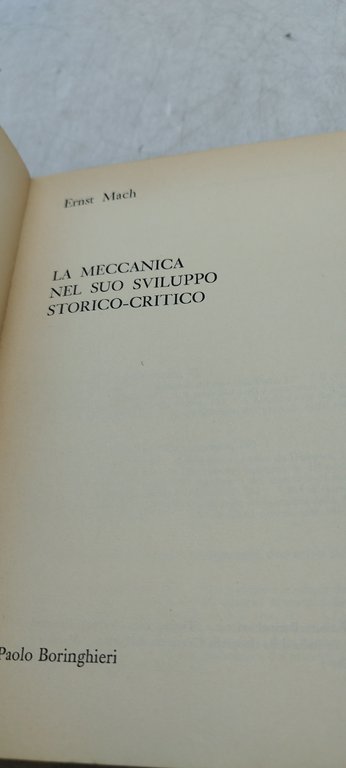 Ernst Mach
LA MECCANICA
NEL SUO SVILUPPO
STORICO-CRITICO
Paolo Boringhieri